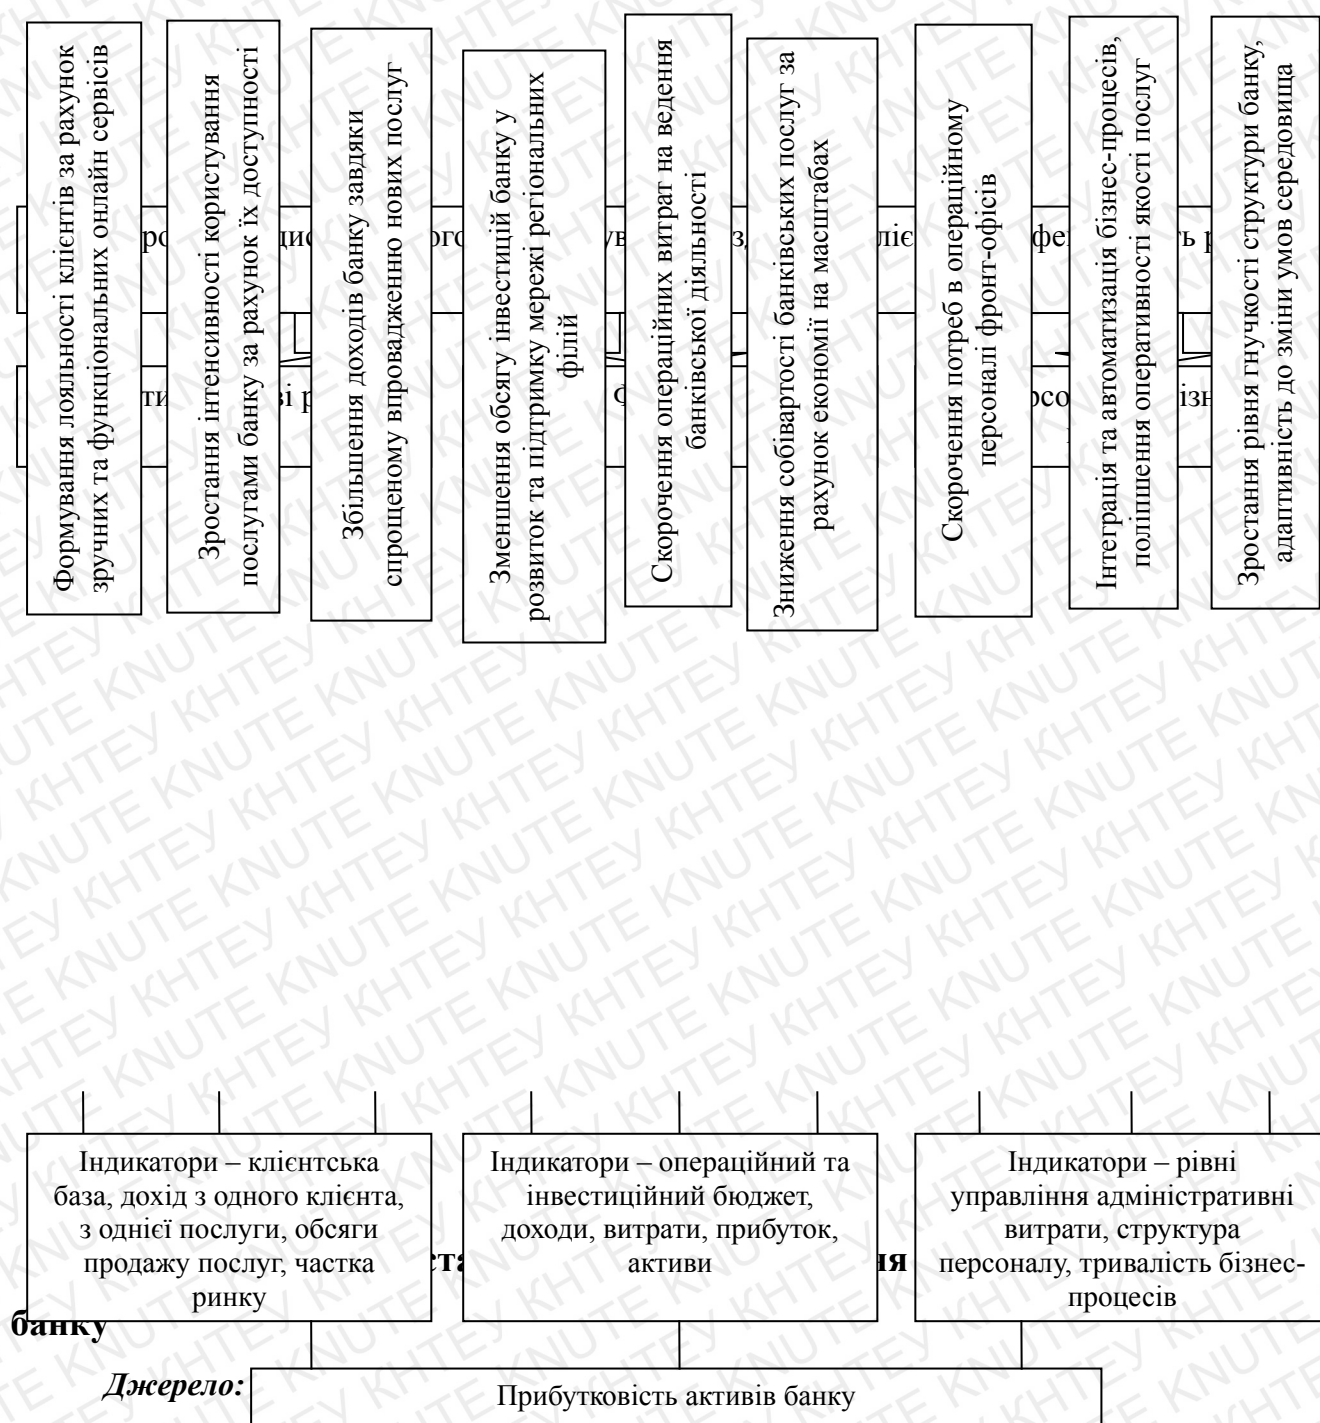 Формування лояльності клієнтів за рахунок
зручних та функціональних онлайн сервісів
Зростання інтенсивності користування
послугами банку за рахунок їх доступності
Збільшення доходів банку завдяки
спрощеному впровадженню нових послуг
Зменшення обсягу інвестицій банку у
розвиток та підтримку мережі регіональних
філій
Скорочення операційних витрат на ведення
банківської діяльності
Зниження собівартості банківських послуг за
рахунок економії на масштабах
Скорочення потреб в операційному
персоналі фронт-офісів
Інтеграція та автоматизація бізнес-процесів,
поліпшення оперативності якості послуг
Зростання рівня гнучкості структури банку,
адаптивність до зміни умов середовища
Індикатори – клієнтська
база, дохід з одного клієнта,
з однієї послуги, обсяги
продажу послуг, частка
ринку
Індикатори – операційний та
інвестиційний бюджет,
доходи, витрати, прибуток,
активи
Індикатори – рівні
управління адміністративні
витрати, структура
персоналу, тривалість бізнес-
процесів
банку
Джерело:
Прибутковість активів банку